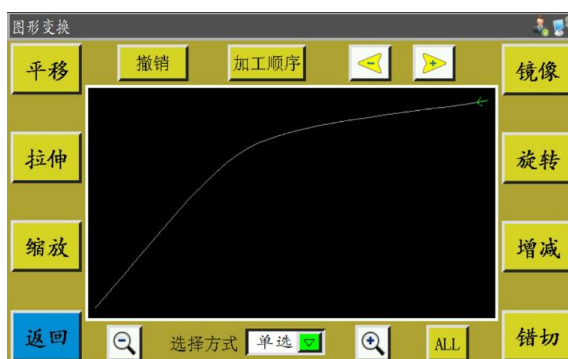 图形变换
平移
撤销
加工顺序
-
+
镜像
拉伸
旋转
缩放
增减
返回
选择方式
单选
ALL
错切